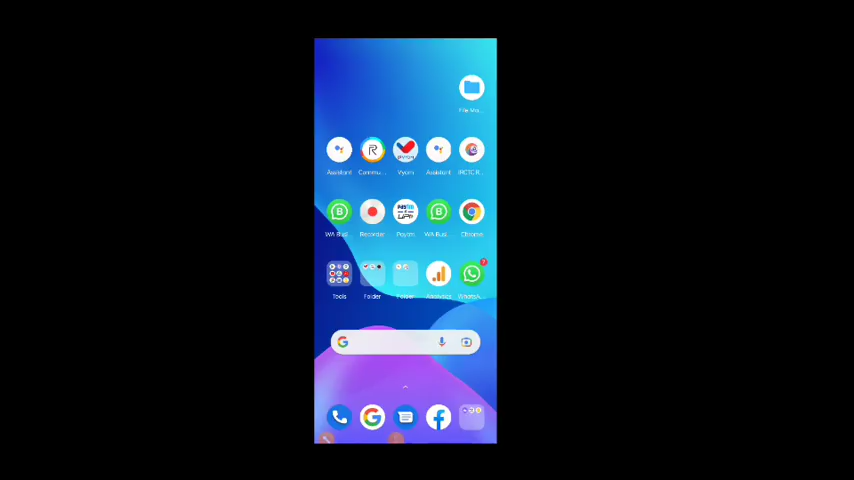 File Ma...
Assistant Commu... Vyom Assistant IRCTC R...
WA Busi... Recorder Paytm WA Busi... Chrome
Tools Folder Folder Analytics WhatsA...